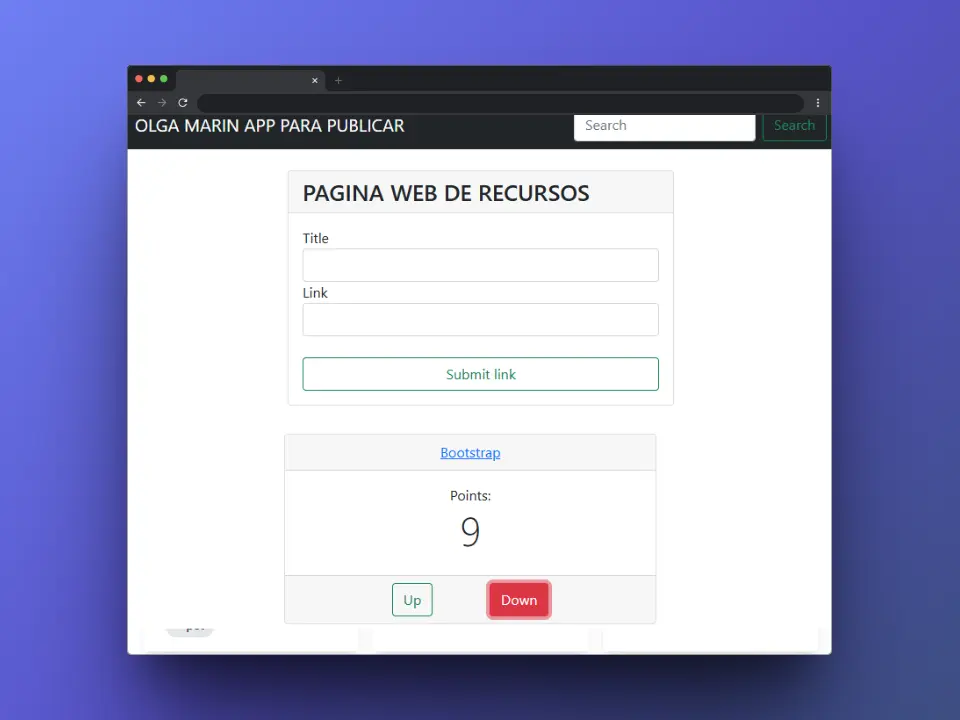 OLGA MARIN APP PARA PUBLICAR
Search
Search
PAGINA WEB DE RECURSOS
Title
Link
Submit link
Bootstrap
Points:
9
Up
Down